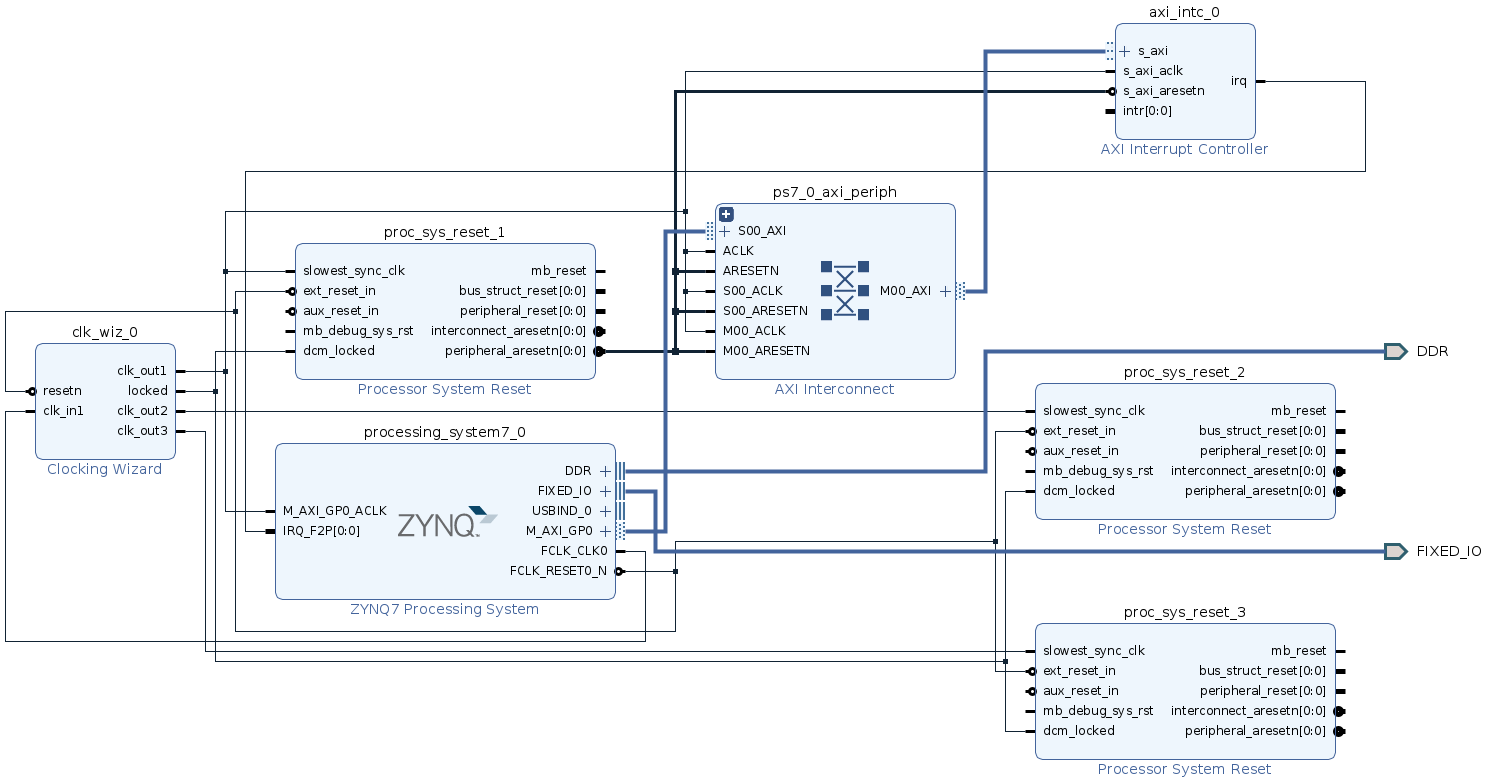 axi_intc_0
s_axi
s_axi_aclk
s_axi_aresetn
intr[0:0]
irq
AXI Interrupt Controller
ps7_0_axi_periph
S00_AXI
ACLK
ARESETN
S00_ACLK
S00_ARESETN
M00_ACLK
M00_ARESETN
M00_AXI
AXI Interconnect
proc_sys_reset_1
slowest_sync_clk
ext_reset_in
aux_reset_in
mb_debug_sys_rst
dcm_locked
mb_reset
bus_struct_reset[0:0]
peripheral_reset[0:0]
interconnect_aresetn[0:0]
peripheral_aresetn[0:0]
Processor System Reset
clk_wiz_0
resetn
clk_in1
clk_out1
locked
clk_out2
clk_out3
Clocking Wizard
processing_system7_0
M_AXI_GP0_ACLK
IRQ_F2P[0:0]
ZYNQ
DDR
FIXED_IO
USBIND_0
M_AXI_GP0
FCLK_CLK0
FCLK_RESET0_N
ZYNQ7 Processing System
DDR
proc_sys_reset_2
slowest_sync_clk
ext_reset_in
aux_reset_in
mb_debug_sys_rst
dcm_locked
mb_reset
bus_struct_reset[0:0]
peripheral_reset[0:0]
interconnect_aresetn[0:0]
peripheral_aresetn[0:0]
Processor System Reset
FIXED_IO
proc_sys_reset_3
slowest_sync_clk
ext_reset_in
aux_reset_in
mb_debug_sys_rst
dcm_locked
mb_reset
bus_struct_reset[0:0]
peripheral_reset[0:0]
interconnect_aresetn[0:0]
peripheral_aresetn[0:0]
Processor System Reset